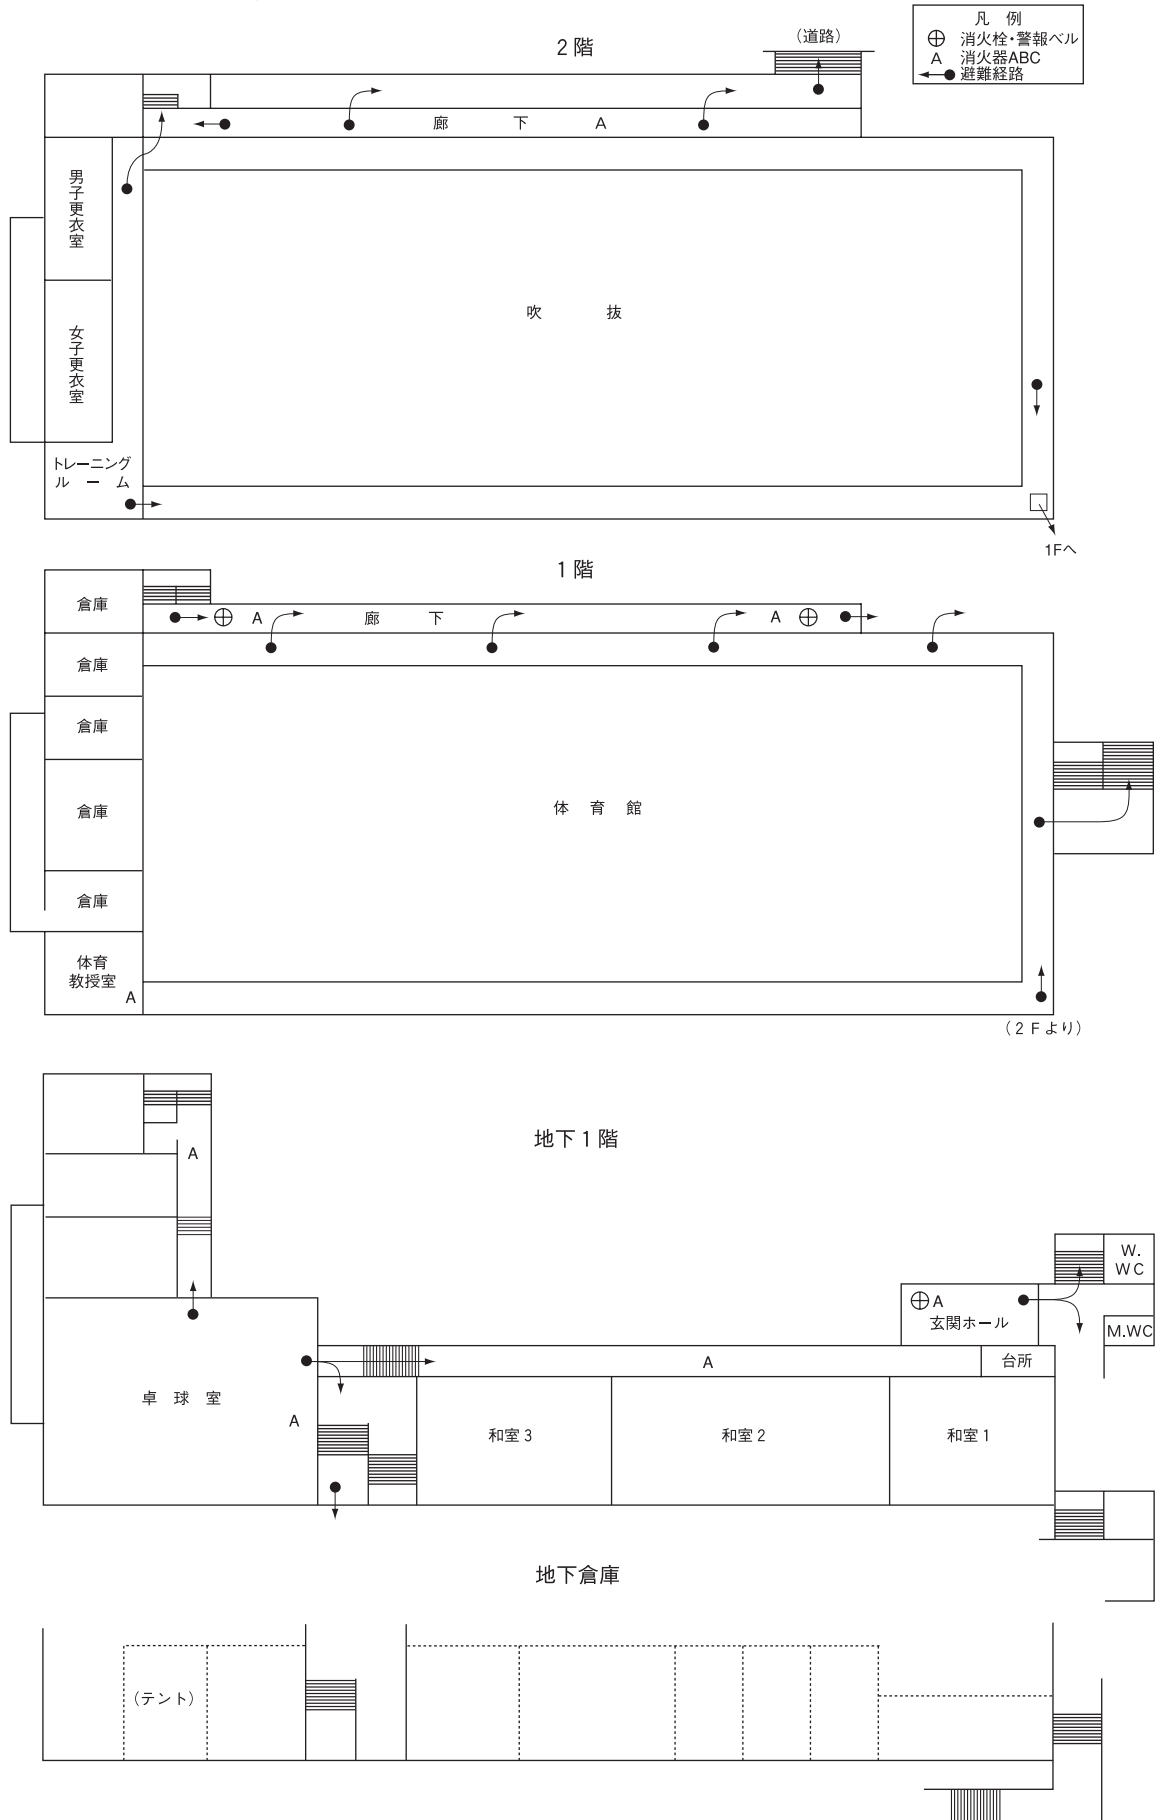 凡 例
消火栓・警報ベル
A 消火器ABC
避難経路
2階
(道路)
廊 下 A
男子更衣室
女子更衣室
吹 抜
トレーニング
ルーム
1Fへ
1階
倉庫
A 廊 下 A
倉庫
倉庫
倉庫
体 育 館
倉庫
体育
教授室
A
(2Fより)
地下1階
A
W.
WC
A
玄関ホール
M.WC
A
台所
卓 球 室
A
和室3
和室2
和室1
地下倉庫
(テント)